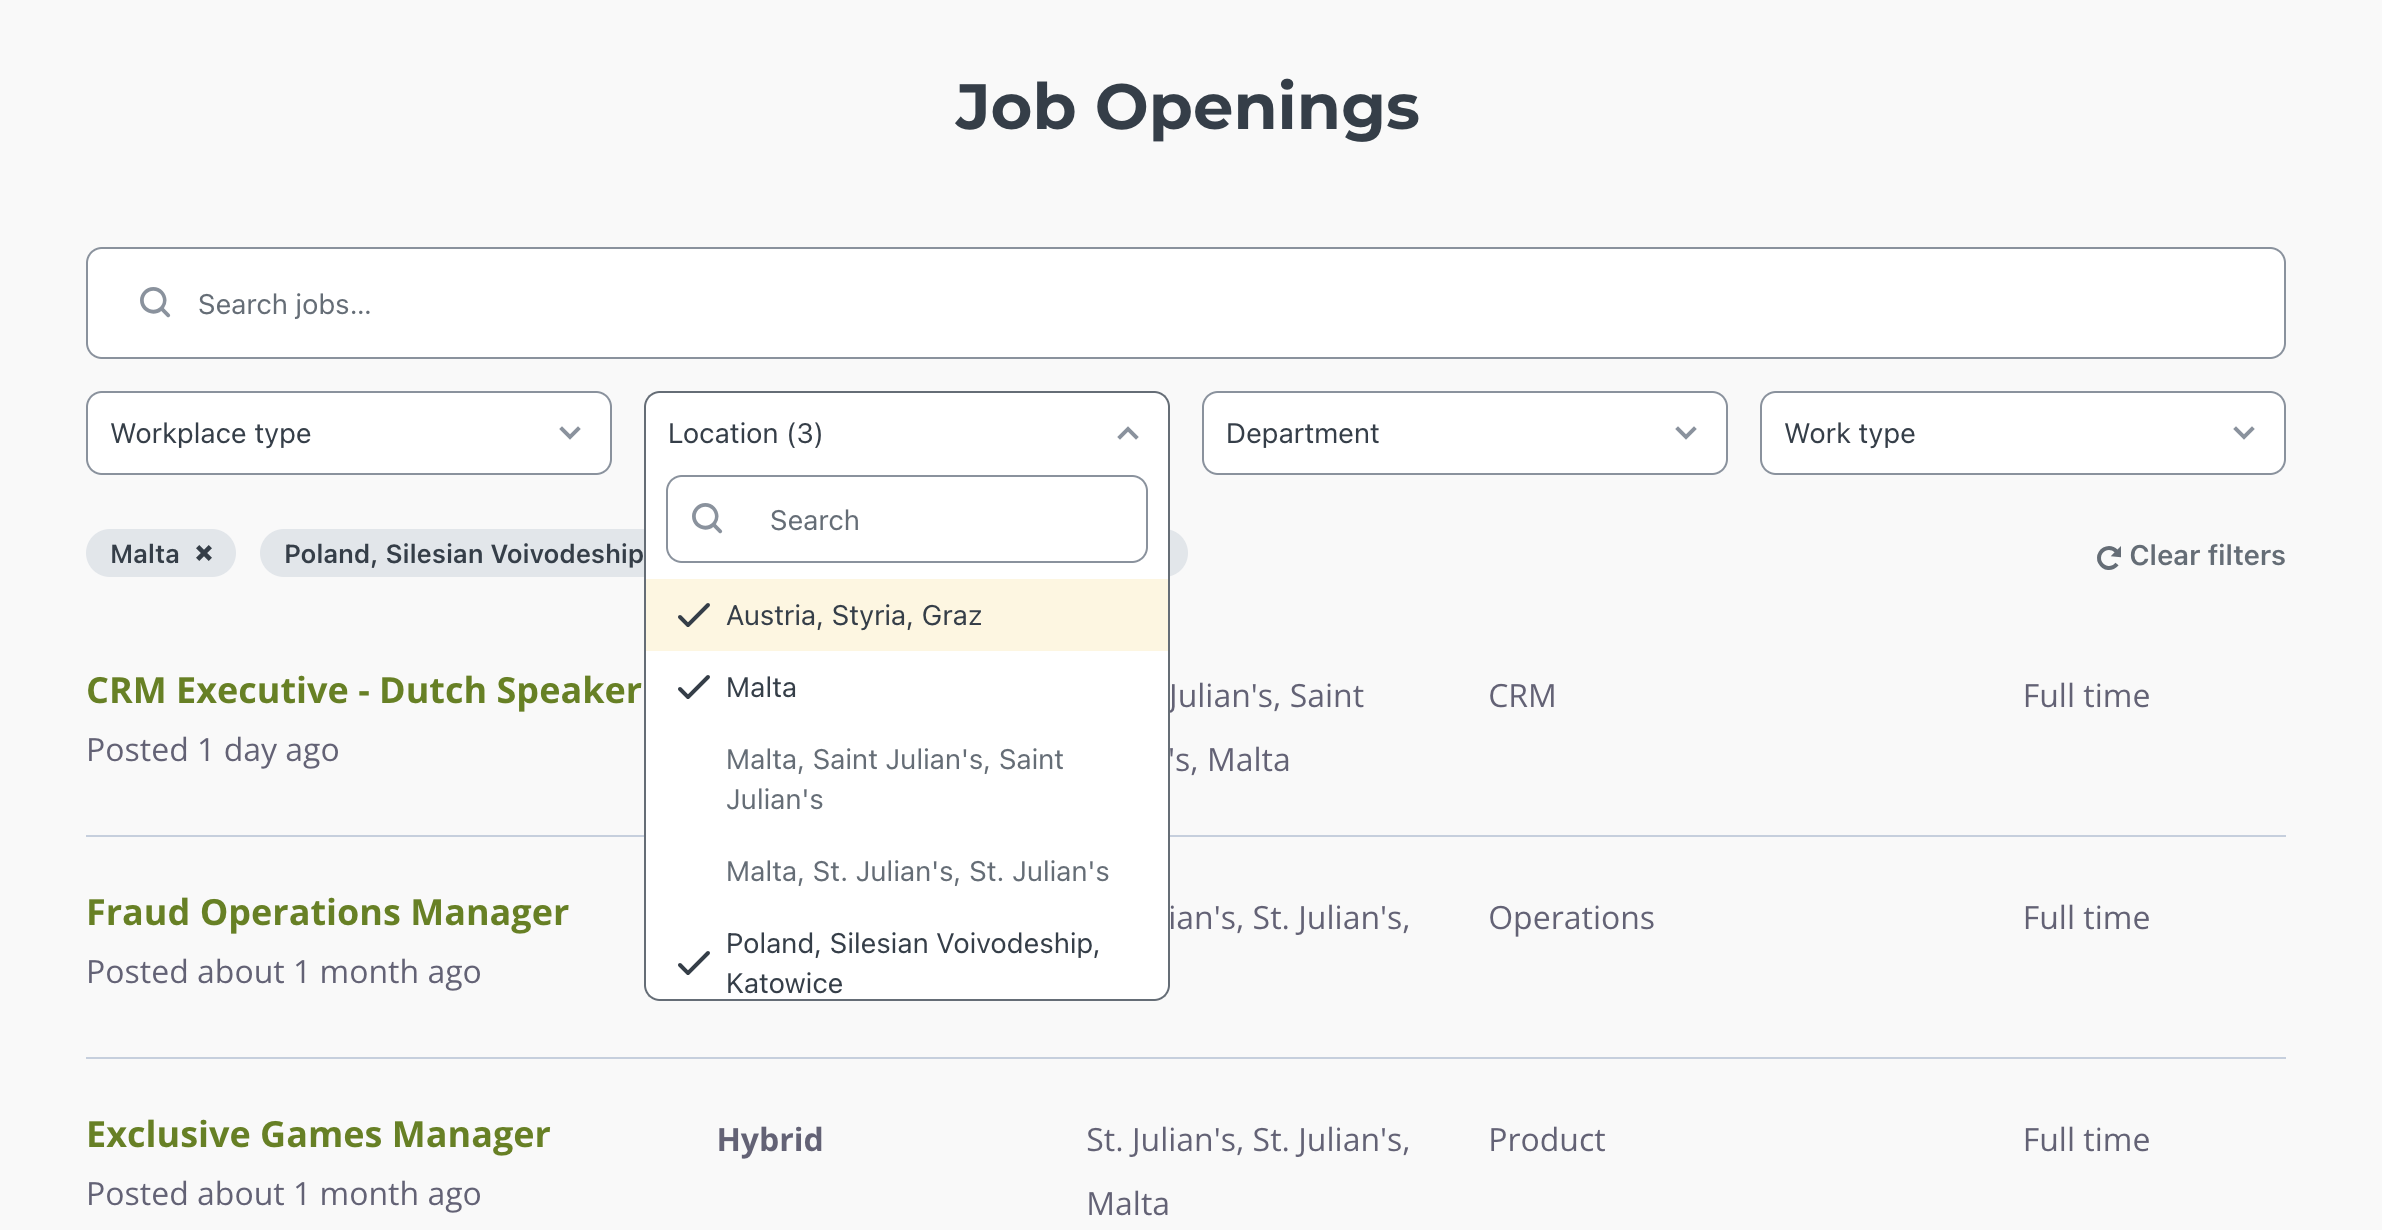 Job Openings
Search jobs...
Workplace type
Location (3)
Department
Work type
Search
Malta
Poland, Silesian Voivodeship
Clear filters
Austria, Styria, Graz
Malta
Malta, Saint Julian's, Saint
Julian's
Malta, St. Julian's, St. Julian's
Poland, Silesian Voivodeship,
Katowice
CRM Executive - Dutch Speaker
Posted 1 day ago
Julian's, Saint
's, Malta
CRM
Full time
Fraud Operations Manager
Posted about 1 month ago
ian's, St. Julian's,
Operations
Full time
Exclusive Games Manager
Posted about 1 month ago
Hybrid
St. Julian's, St. Julian's,
Malta
Product
Full time